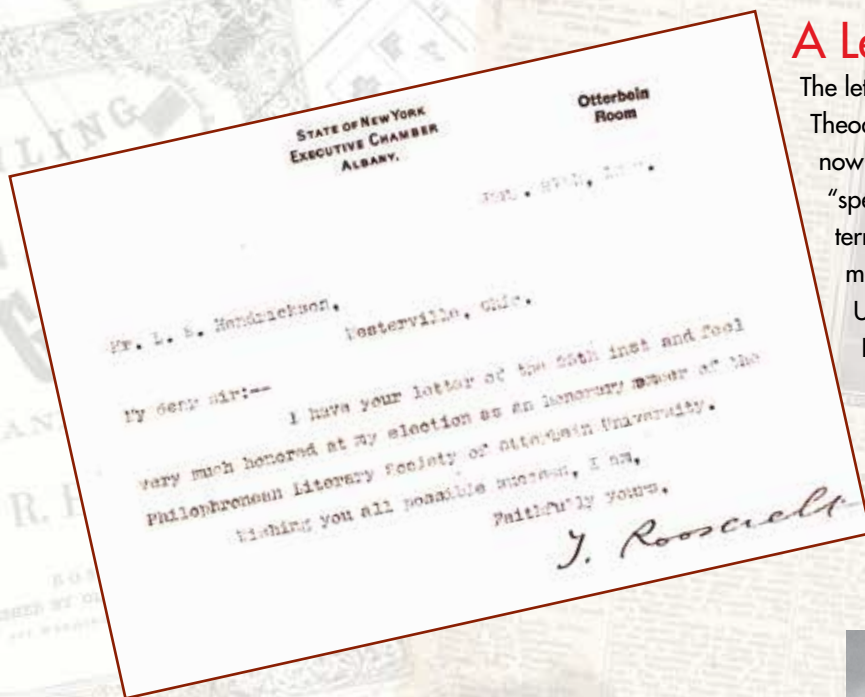 A Le
The let
Theod
now
"spe
tern
m
U
STATE OF NEW YORK
EXECUTIVE CHAMBER
ALBANY.
Otterbein
Room
Mr. L. E. Hendrickson,
Westerville, Ohio.
My dear sir:--
I have your letter of the 25th inst and feel
very much honored at my election as an honorary member of the
Philophronean Literary Society of Otterbein University.
Wishing you all possible success, I am,
Faithfully yours,
T. Roosevelt
LING
R.